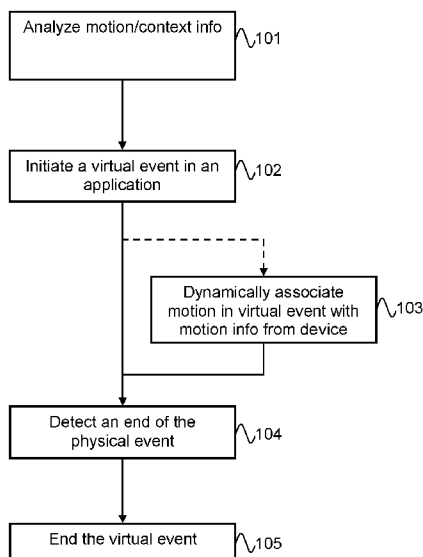 Analyze motion/context info
101
Initiate a virtual event in an
application
102
Dynamically associate
motion in virtual event with
motion info from device
103
Detect an end of the
physical event
104
End the virtual event
105